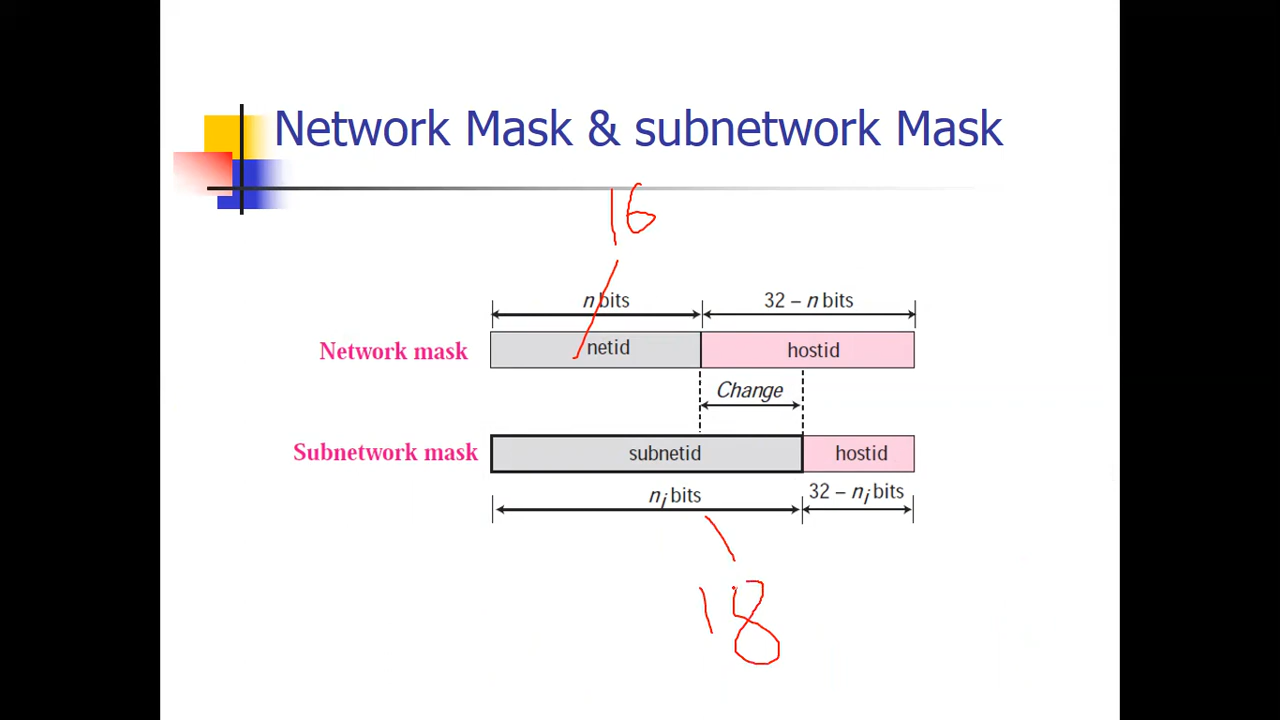 Network Mask & subnetwork Mask
16
n bits
32 – n bits
Network mask
netid
hostid
Change
Subnetwork mask
subnetid
hostid
ni bits
32 – ni bits
18